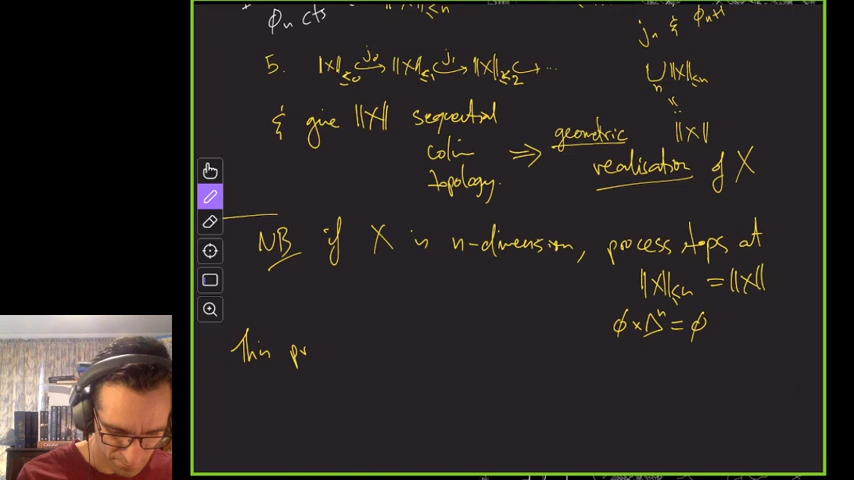 φₙ cts ‖X‖≤n
jₙ & φₙ₊₁
5. ‖X‖≤0 ↪ʲ⁰ ‖X‖≤1 ↪ʲ¹ ‖X‖≤2 ↪ ...
⋃ₙ ‖X‖≤n
& give ‖X‖ sequential colim topology
‖X‖
⇒ geometric realisation of X
NB if X is n-dimension, process stops at
‖X‖≤n = ‖X‖
∅ × Δⁿ = ∅
This pr